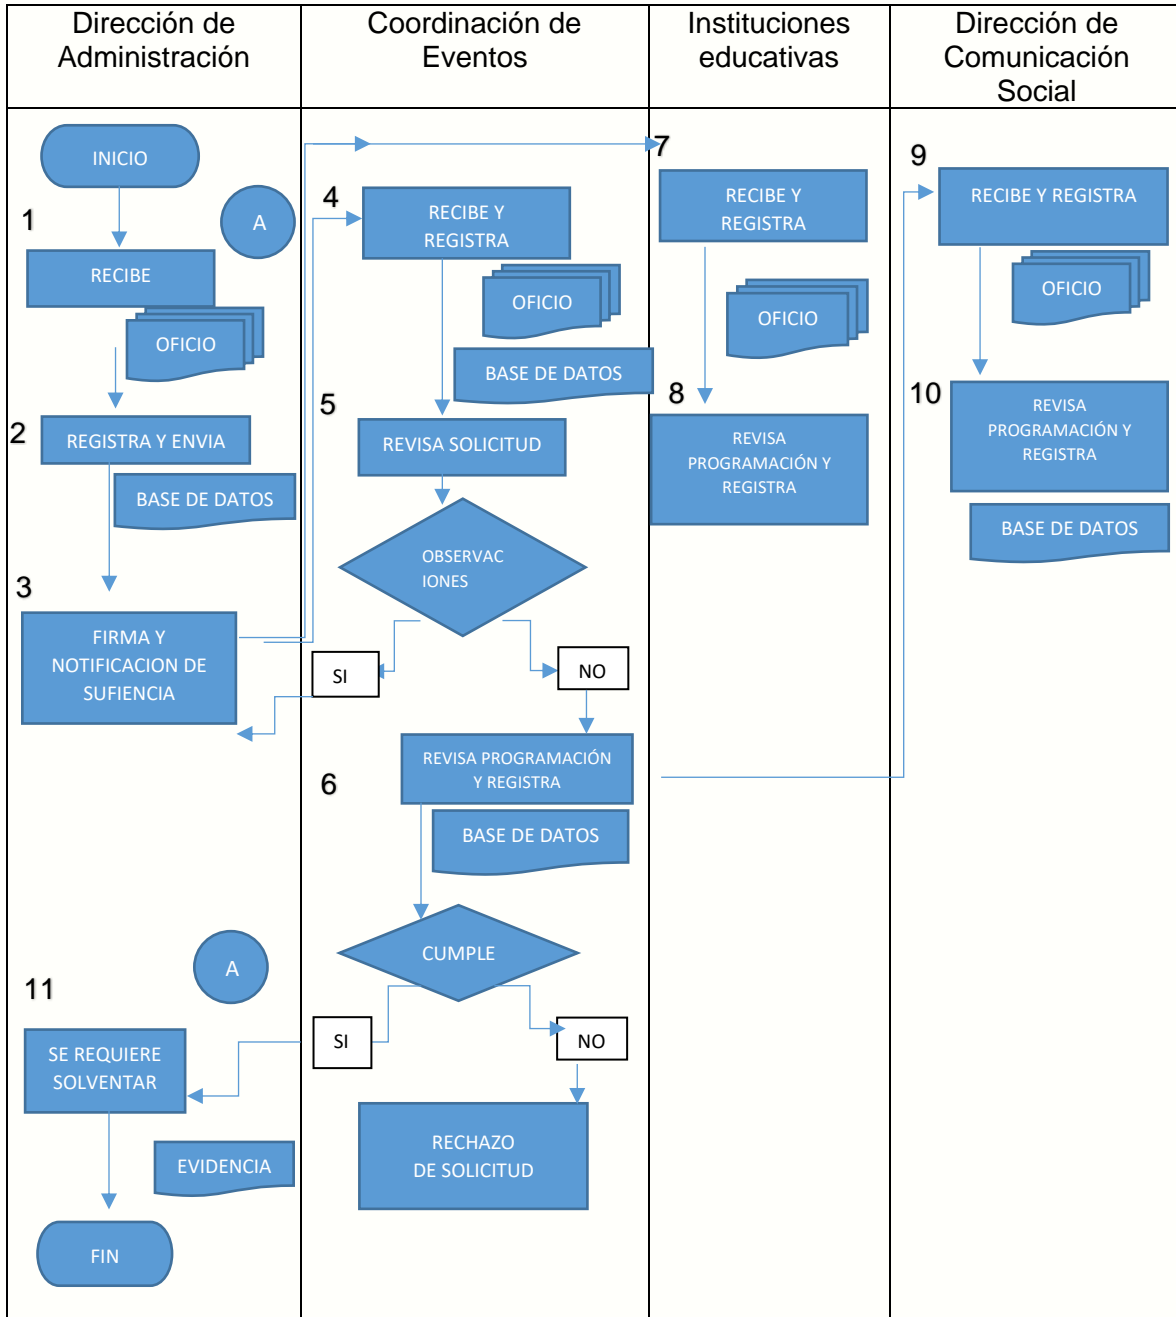 Dirección de
Administración
Coordinación de
Eventos
Instituciones
educativas
Dirección de
Comunicación
Social
INICIO
A
1
RECIBE
OFICIO
2
REGISTRA Y ENVIA
BASE DE DATOS
3
FIRMA Y
NOTIFICACION DE
SUFIENCIA
A
11
SE REQUIERE
SOLVENTAR
EVIDENCIA
FIN
4
RECIBE Y
REGISTRA
OFICIO
BASE DE DATOS
5
REVISA SOLICITUD
OBSERVAC
IONES
SI
NO
REVISA PROGRAMACIÓN
Y REGISTRA
6
BASE DE DATOS
CUMPLE
SI
NO
RECHAZO
DE SOLICITUD
7
RECIBE Y
REGISTRA
OFICIO
8
REVISA
PROGRAMACIÓN Y
REGISTRA
9
RECIBE Y REGISTRA
OFICIO
10
REVISA
PROGRAMACIÓN Y
REGISTRA
BASE DE DATOS